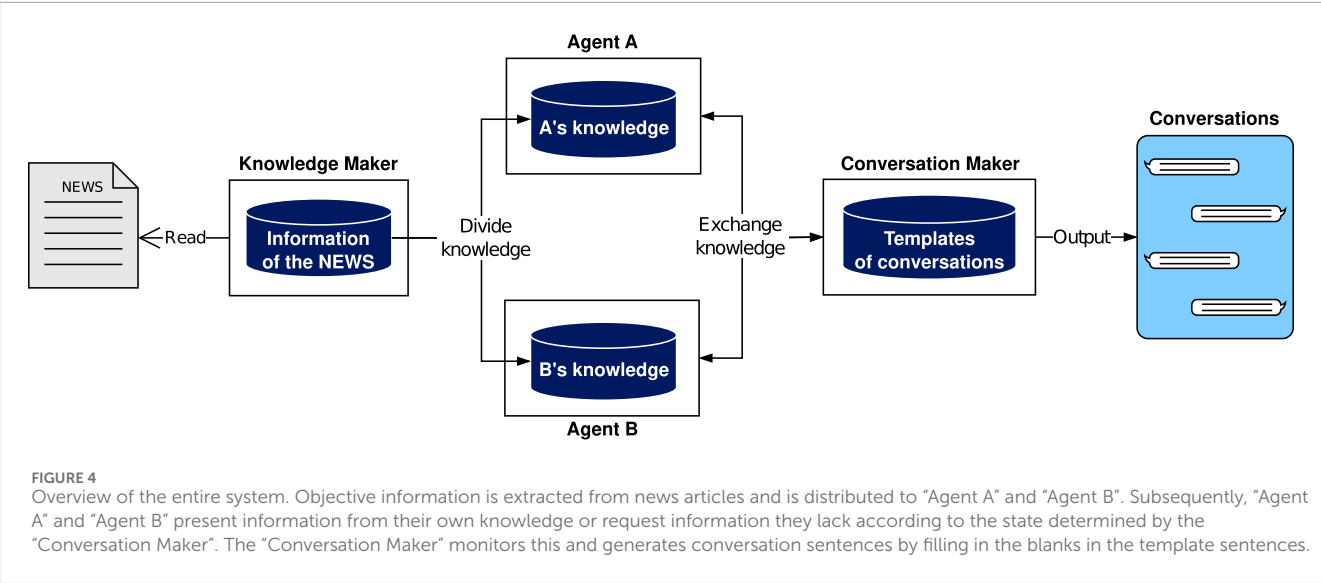 Agent A
A's knowledge
Conversations
NEWS
Knowledge Maker
Conversation Maker
Read
Information
of the NEWS
Divide
knowledge
Exchange
knowledge
Templates
of conversations
Output
B's knowledge
Agent B
FIGURE 4
Overview of the entire system. Objective information is extracted from news articles and is distributed to “Agent A” and “Agent B”. Subsequently, “Agent
A” and “Agent B” present information from their own knowledge or request information they lack according to the state determined by the
“Conversation Maker”. The “Conversation Maker” monitors this and generates conversation sentences by filling in the blanks in the template sentences.